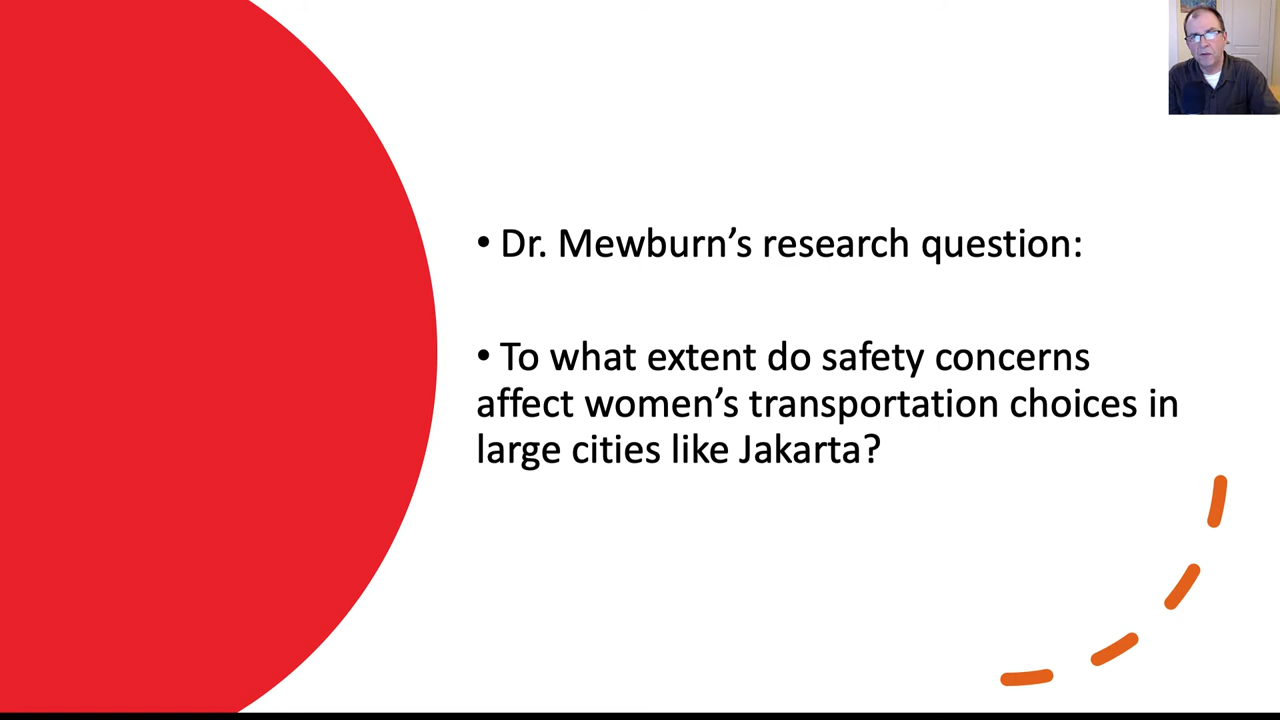 • Dr. Mewburn’s research question:
• To what extent do safety concerns
affect women’s transportation choices in
large cities like Jakarta?